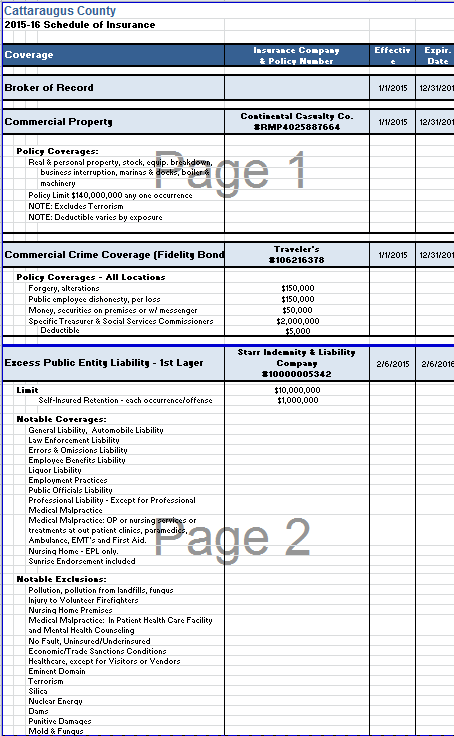 Cattaraugus County
2015-16 Schedule of Insurance
Coverage
Insurance Company
& Policy Number
Effectiv
e
Expir.
Date
Broker of Record
1/1/2015
12/31/201
Commercial Property
Continental Casualty Co.
#RMP4025887664
1/1/2015
12/31/201
Policy Coverages:
Real & personal property, stock, equip. breakdown,
business interruption, marinas & docks, boiler &
machinery
Policy Limit $140,000,000 any one occurrence
NOTE: Excludes Terrorism
NOTE: Deductible varies by exposure
Page 1
Commercial Crime Coverage (Fidelity Bond
Traveler's
#106216378
1/1/2015
12/31/201
Policy Coverages - All Locations
Forgery, alterations $150,000
Public employee dishonesty, per loss $150,000
Money, securities on premises or w/ messenger $50,000
Specific Treasurer & Social Services Commissioners $2,000,000
Deductible $5,000
Excess Public Entity Liability - 1st Layer
Starr Indemnity & Liability
Company
#10000005342
2/6/2015
2/6/2016
Limit $10,000,000
Self-Insured Retention - each occurrence/offense $1,000,000
Notable Coverages:
General Liability, Automobile Liability
Law Enforcement Liability
Errors & Omissions Liability
Employee Benefits Liability
Liquor Liability
Employment Practices
Public Officials Liability
Professional Liability - Except for Professional
Medical Malpractice
Medical Malpractice: OP or nursing services or
treatments at out patient clinics, paramedics,
Ambulance, EMT's and First Aid.
Nursing Home - EPL only.
Sunrise Endorsement included
Page 2
Notable Exclusions:
Pollution, pollution from landfills, fungus
Injury to Volunteer Firefighters
Nursing Home Premises
Medical Malpractice: In Patient Health Care Facility
and Mental Health Counseling
No Fault, Uninsured/Underinsured
Economic/Trade Sanctions Conditions
Healthcare, except for Visitors or Vendors
Eminent Domain
Terrorism
Silica
Nuclear Energy
Dams
Punitive Damages
Mold & Fungus